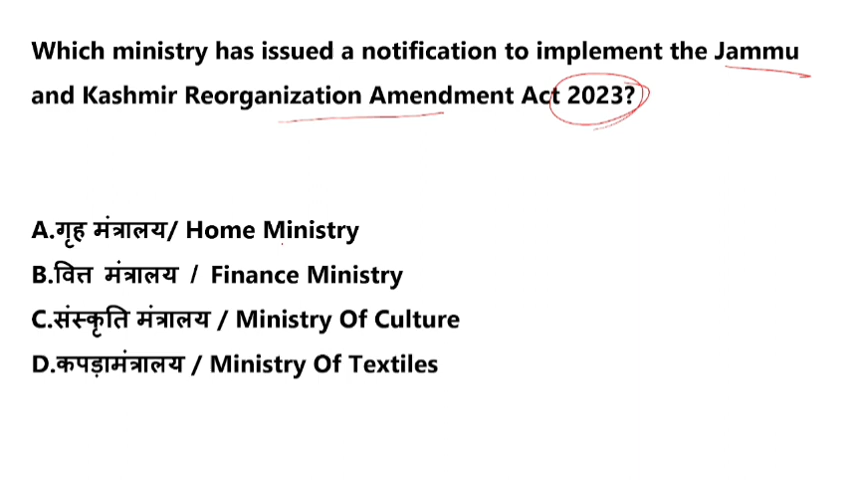 Which ministry has issued a notification to implement the Jammu
and Kashmir Reorganization Amendment Act 2023?
A.गृह मंत्रालय/ Home Ministry
B.वित्त मंत्रालय / Finance Ministry
C.संस्कृति मंत्रालय / Ministry Of Culture
D.कपड़ामंत्रालय / Ministry Of Textiles